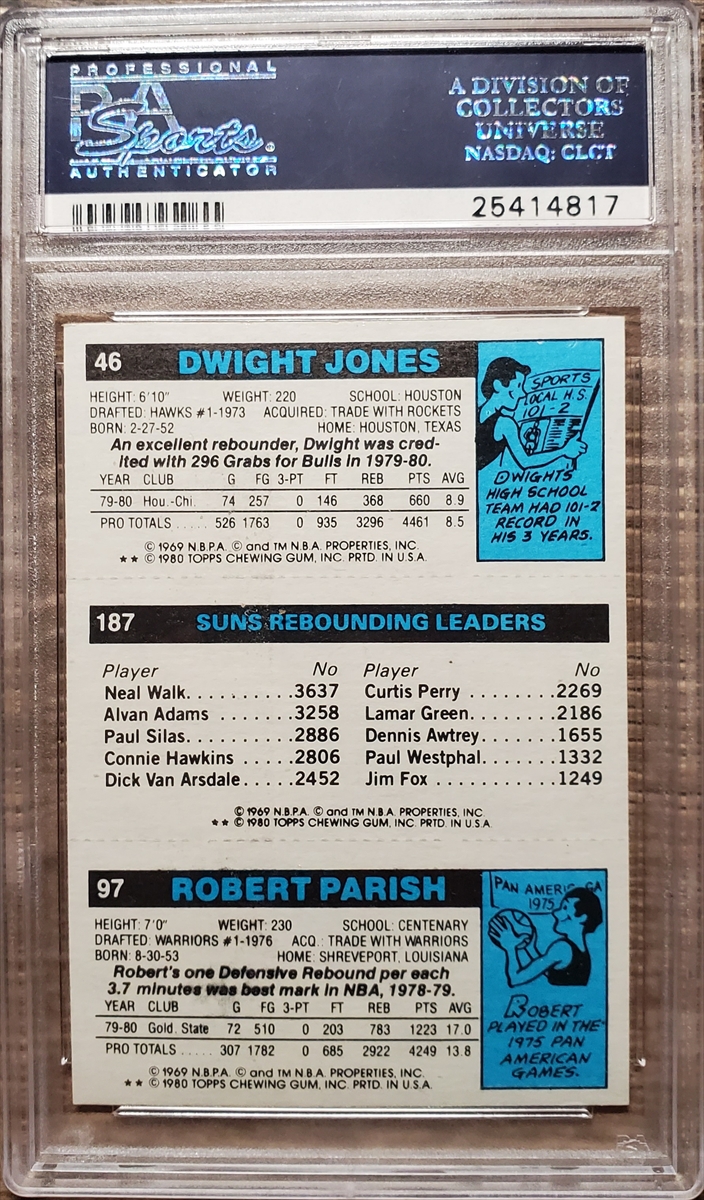 PROFESSIONAL
PSA
Sports®
AUTHENTICATOR
A DIVISION OF
COLLECTORS
UNIVERSE
NASDAQ: CLCT
25414817
46 DWIGHT JONES
HEIGHT: 6'10" WEIGHT: 220 SCHOOL: HOUSTON
DRAFTED: HAWKS #1-1973 ACQUIRED: TRADE WITH ROCKETS
BORN: 2-27-52 HOME: HOUSTON, TEXAS
An excellent rebounder, Dwight was cred-
ited with 296 Grabs for Bulls in 1979-80.
YEAR CLUB G FG 3-PT FT REB PTS AVG
79-80 Hou.-Chi. 74 257 0 146 368 660 8.9
PRO TOTALS ..... 526 1763 0 935 3296 4461 8.5
© 1969 N.B.P.A. © and TM N.B.A. PROPERTIES, INC.
** © 1980 TOPPS CHEWING GUM, INC. PRTD. IN U.S.A.
SPORTS
LOCAL H.S.
101-2
DWIGHT'S
HIGH SCHOOL
TEAM HAD 101-2
RECORD IN
HIS 3 YEARS.
187 SUNS REBOUNDING LEADERS
Player No Player No
Neal Walk..........3637 Curtis Perry ........2269
Alvan Adams .......3258 Lamar Green........2186
Paul Silas..........2886 Dennis Awtrey.......1655
Connie Hawkins .....2806 Paul Westphal.......1332
Dick Van Arsdale.....2452 Jim Fox ...........1249
© 1969 N.B.P.A. © and TM N.B.A. PROPERTIES, INC.
** © 1980 TOPPS CHEWING GUM, INC. PRTD. IN U.S.A.
97 ROBERT PARISH
HEIGHT: 7'0" WEIGHT: 230 SCHOOL: CENTENARY
DRAFTED: WARRIORS #1-1976 ACQ.: TRADE WITH WARRIORS
BORN: 8-30-53 HOME: SHREVEPORT, LOUISIANA
Robert's one Defensive Rebound per each
3.7 minutes was best mark in NBA, 1978-79.
YEAR CLUB G FG 3-PT FT REB PTS AVG
79-80 Gold. State 72 510 0 203 783 1223 17.0
PRO TOTALS ..... 307 1782 0 685 2922 4249 13.8
© 1969 N.B.P.A. © and TM N.B.A. PROPERTIES, INC.
** © 1980 TOPPS CHEWING GUM, INC. PRTD. IN U.S.A.
PAN AMERIC GA
1975
ROBERT
PLAYED IN THE
1975 PAN
AMERICAN
GAMES.